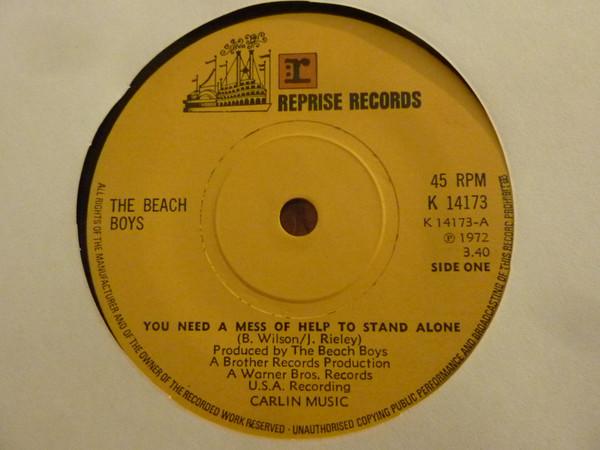 r
REPRISE RECORDS
45 RPM
K 14173
K 14173-A
℗ 1972
3.40
SIDE ONE
THE BEACH
BOYS
YOU NEED A MESS OF HELP TO STAND ALONE
(B. Wilson/J. Rieley)
Produced by The Beach Boys
A Brother Records Production
A Warner Bros. Records
U.S.A. Recording
CARLIN MUSIC
ALL RIGHTS OF THE MANUFACTURER AND OF THE OWNER OF THE RECORDED WORK RESERVED - UNAUTHORISED COPYING PUBLIC PERFORMANCE AND BROADCASTING OF THIS RECORD PROHIBITED